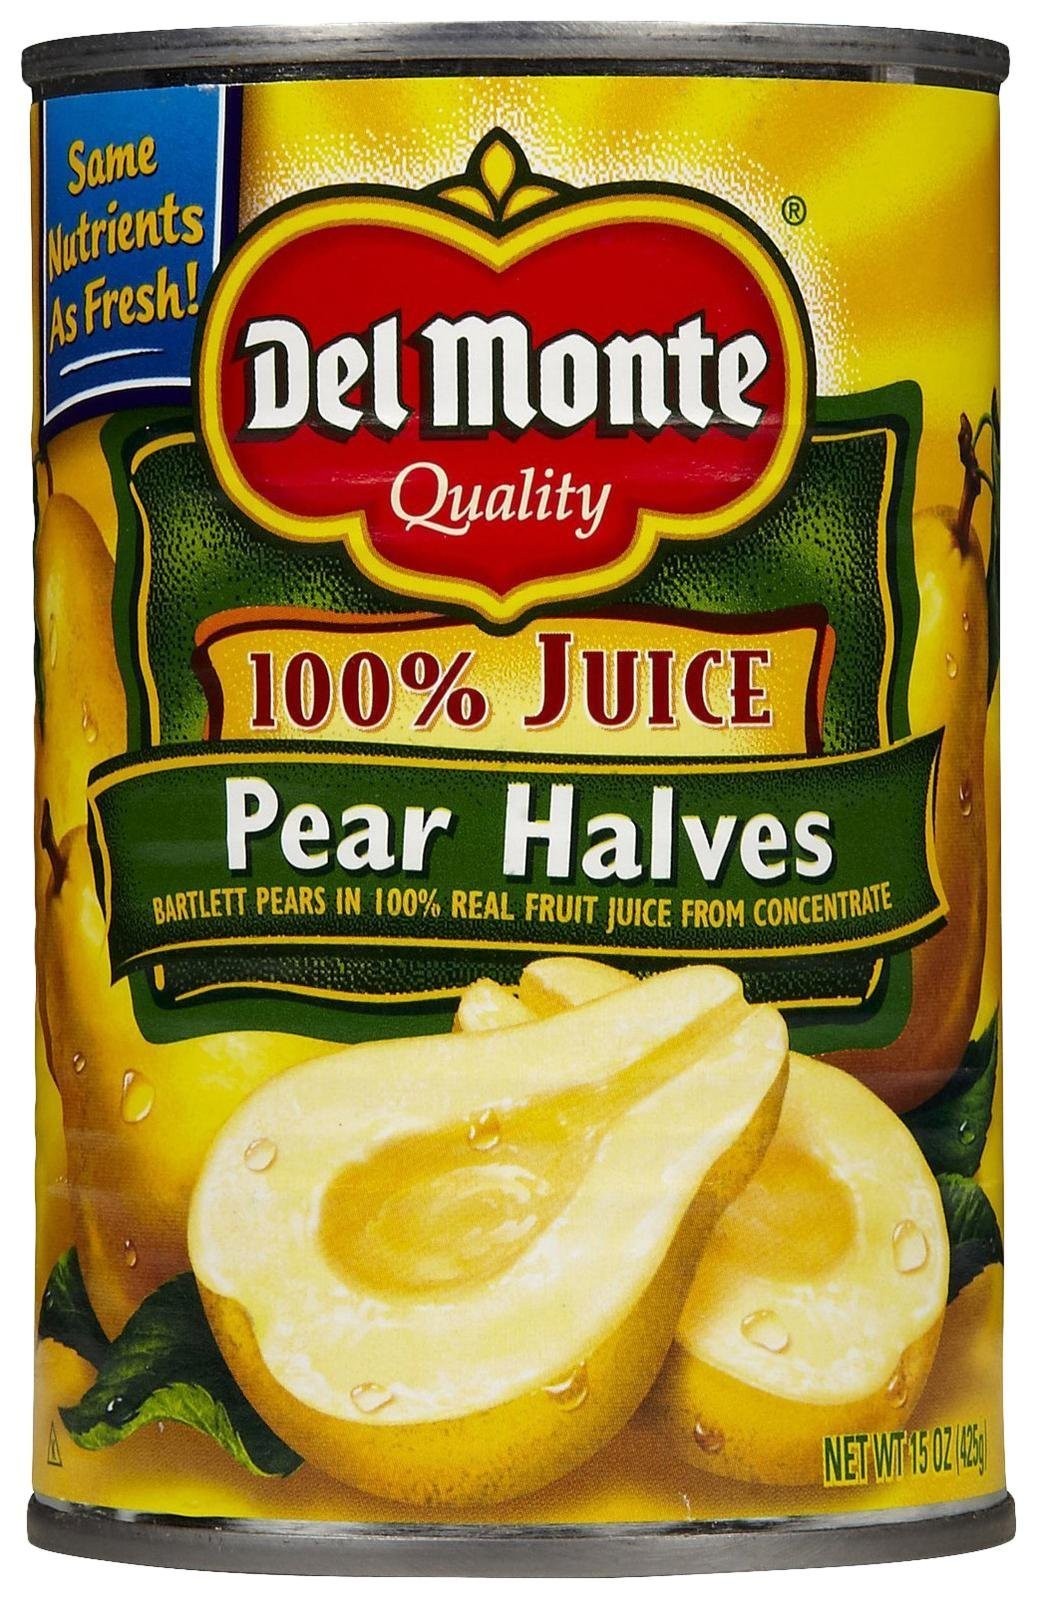 Same
Nutrients
As Fresh!
®
Del Monte
Quality
100% JUICE
Pear Halves
BARTLETT PEARS IN 100% REAL FRUIT JUICE FROM CONCENTRATE
K
NET WT 15 OZ (425g)